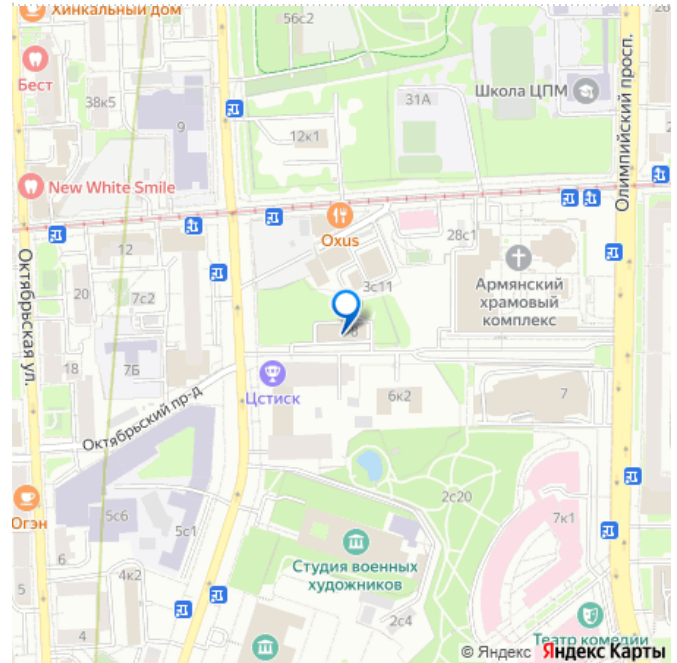 Хинкальный дом
56с2
26
Олимпийский просп.
Бест
38к5
9
31А
Школа ЦПМ
12к1
2
New White Smile
Oxus
28с1
Октябрьская ул.
12
20
7с2
3с11
Армянский
храмовый
комплекс
8
18
7Б
Цстиск
6к2
7
Октябрьский пр-д
2с20
Огэн
5с6
5с1
7к1
6
Студия военных
художников
5
4к2
2с4
4
Театр комедии
© Яндекс Яндекс Карты